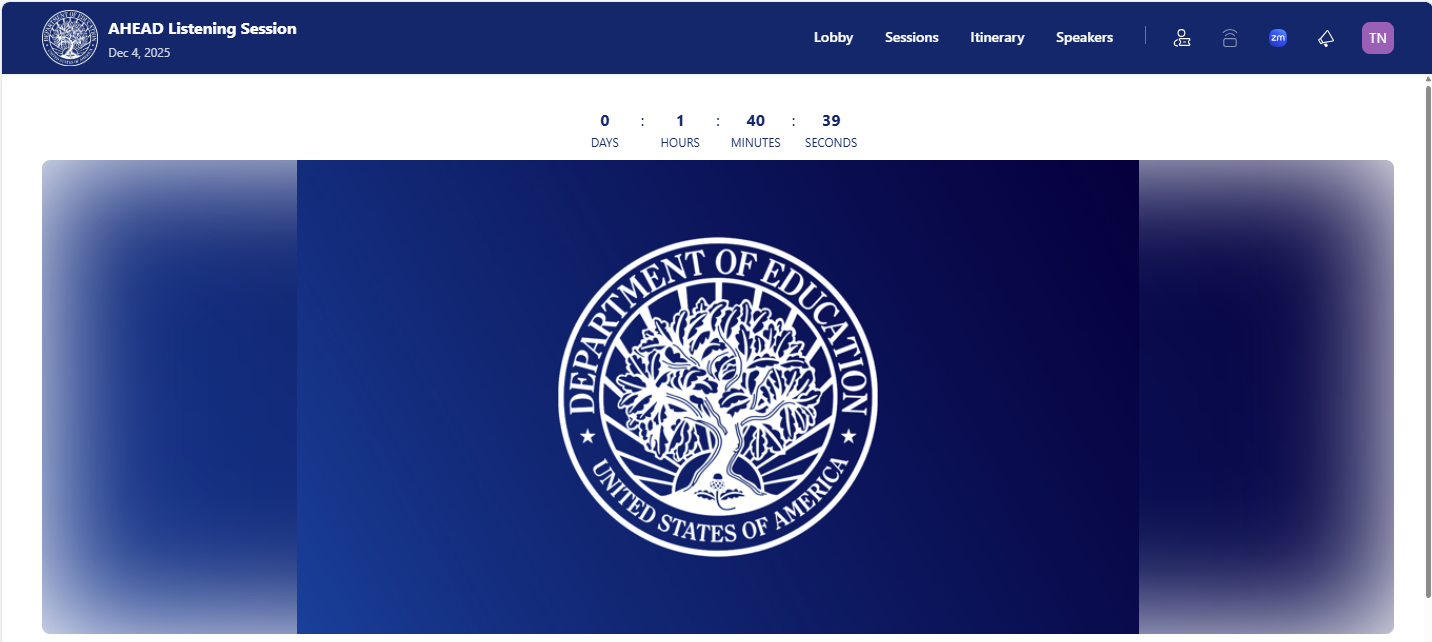 AHEAD Listening Session
Dec 4, 2025
Lobby Sessions Itinerary Speakers
zm
TN
0 : 1 : 40 : 39
DAYS HOURS MINUTES SECONDS
DEPARTMENT OF EDUCATION
UNITED STATES OF AMERICA